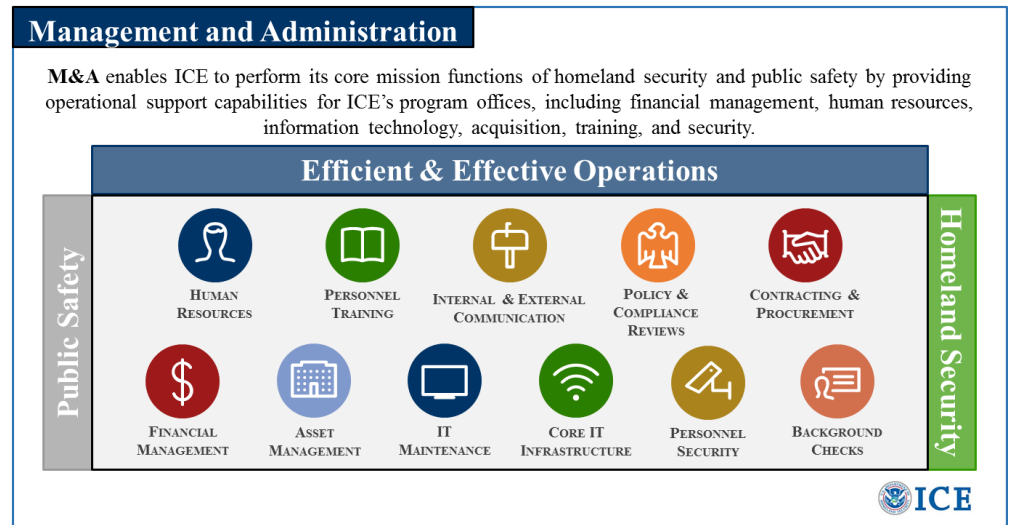 Management and Administration
M&A enables ICE to perform its core mission functions of homeland security and public safety by providing
operational support capabilities for ICE's program offices, including financial management, human resources,
information technology, acquisition, training, and security.
Efficient & Effective Operations
Public Safety
HUMAN
RESOURCES
PERSONNEL
TRAINING
INTERNAL & EXTERNAL
COMMUNICATION
POLICY &
COMPLIANCE
REVIEWS
CONTRACTING &
PROCUREMENT
FINANCIAL
MANAGEMENT
ASSET
MANAGEMENT
IT
MAINTENANCE
CORE IT
INFRASTRUCTURE
PERSONNEL
SECURITY
BACKGROUND
CHECKS
Homeland Security
ICE